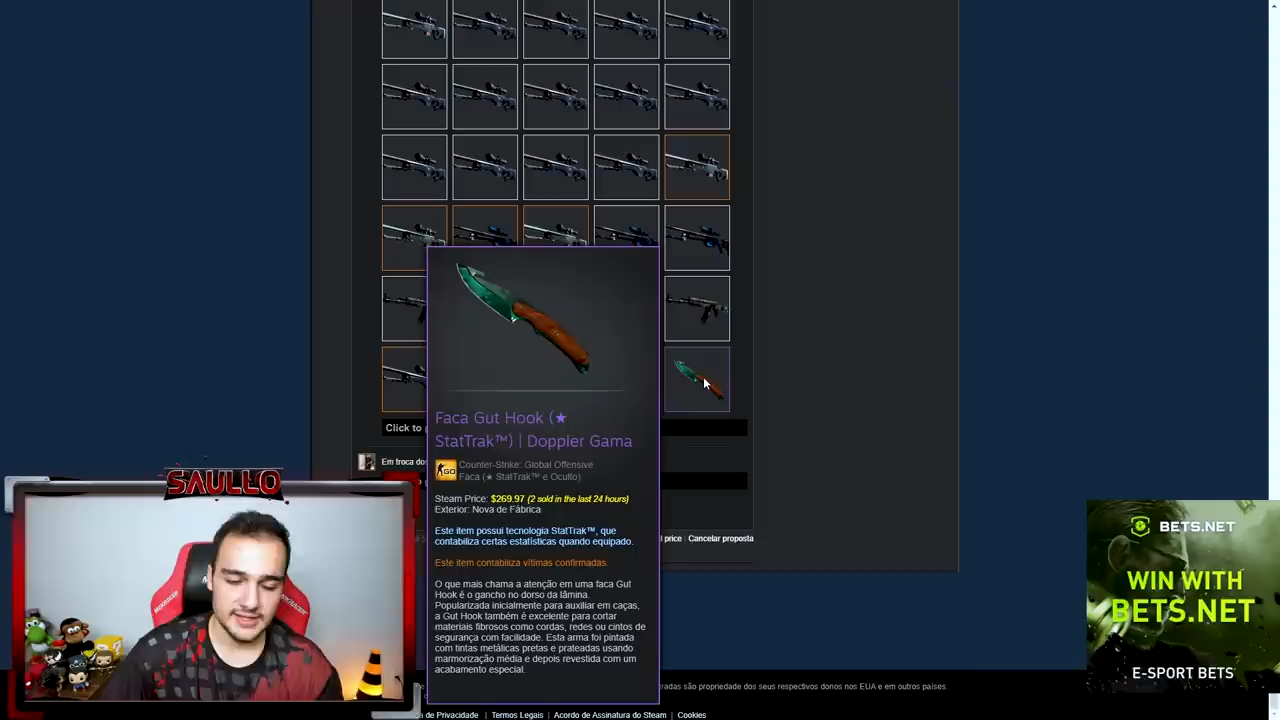 Click to
Em troca dos
Faca Gut Hook (★
StatTrak™) | Doppler Gama
GO
Counter-Strike: Global Offensive
Faca (★ StatTrak™ e Oculto)
Steam Price: $269.97 (2 sold in the last 24 hours)
Exterior: Nova de Fábrica
Este item possui tecnologia StatTrak™, que
contabiliza certas estatísticas quando equipado.
Este item contabiliza vítimas confirmadas.
O que mais chama a atenção em uma faca Gut
Hook é o gancho no dorso da lâmina.
Popularizada inicialmente para auxiliar em caças,
a Gut Hook também é excelente para cortar
materiais fibrosos como cordas, redes ou cintos de
segurança com facilidade. Esta arma foi pintada
com tintas metálicas pretas e prateadas usando
marmorização média e depois revestida com um
acabamento especial.
price Cancelar proposta
SAULLO
BETS.NET
WIN WITH
BETS.NET
E-SPORT BETS
são propriedade dos seus respectivos donos nos EUA e em outros países.
de Privacidade | Termos Legais | Acordo de Assinatura do Steam | Cookies